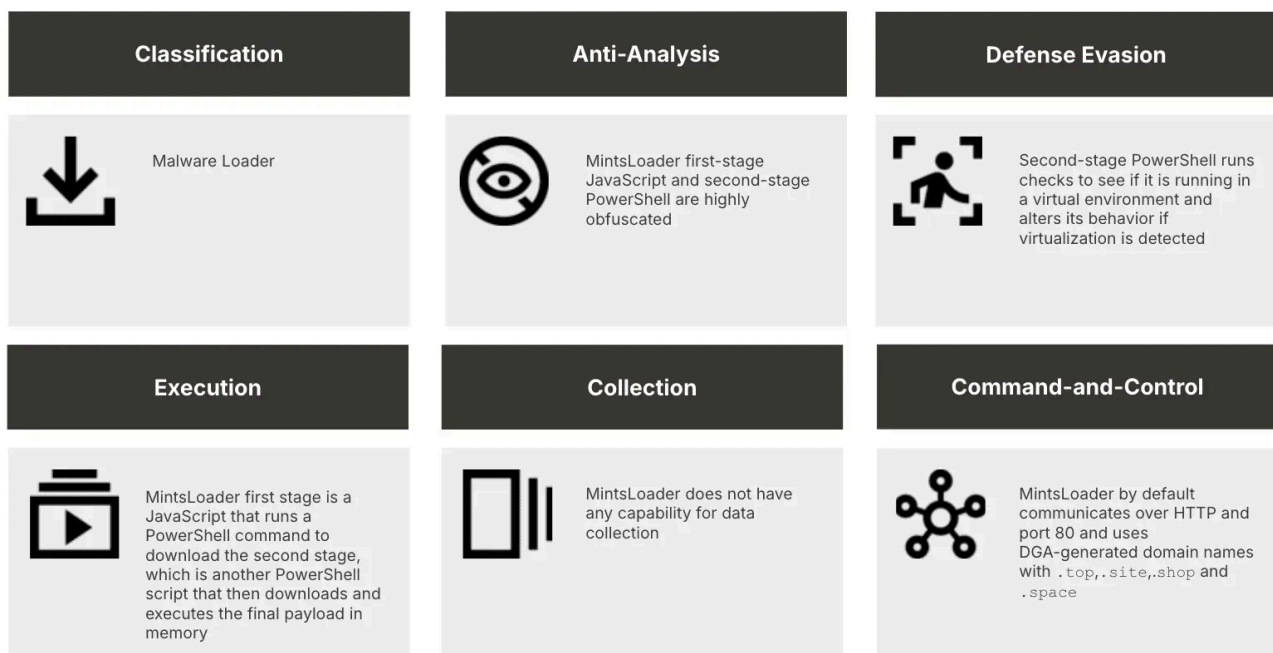 Classification
Anti-Analysis
Defense Evasion
Malware Loader
MintsLoader first-stage
JavaScript and second-stage
PowerShell are highly
obfuscated
Second-stage PowerShell runs
checks to see if it is running in
a virtual environment and
alters its behavior if
virtualization is detected
Execution
Collection
Command-and-Control
MintsLoader first stage is a
JavaScript that runs a
PowerShell command to
download the second stage,
which is another PowerShell
script that then downloads and
executes the final payload in
memory
MintsLoader does not have
any capability for data
collection
MintsLoader by default
communicates over HTTP and
port 80 and uses
DGA-generated domain names
with .top,.site,.shop and
.space